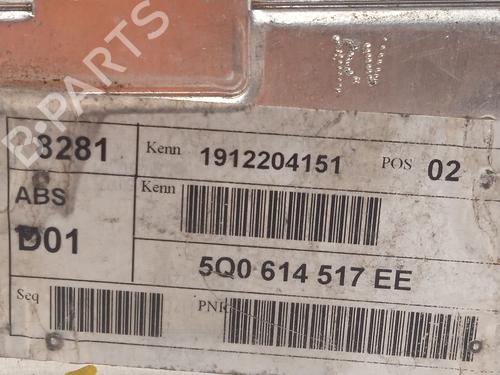 B-PARTS
R.W
3281 Kenn 1912204151 POS 02
Kenn
ABS
D01
5Q0 614 517 EE
Seq PNR